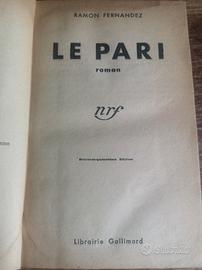 RAMON FERNANDEZ
LE PARI
roman
nrf
Librairie Gallimard